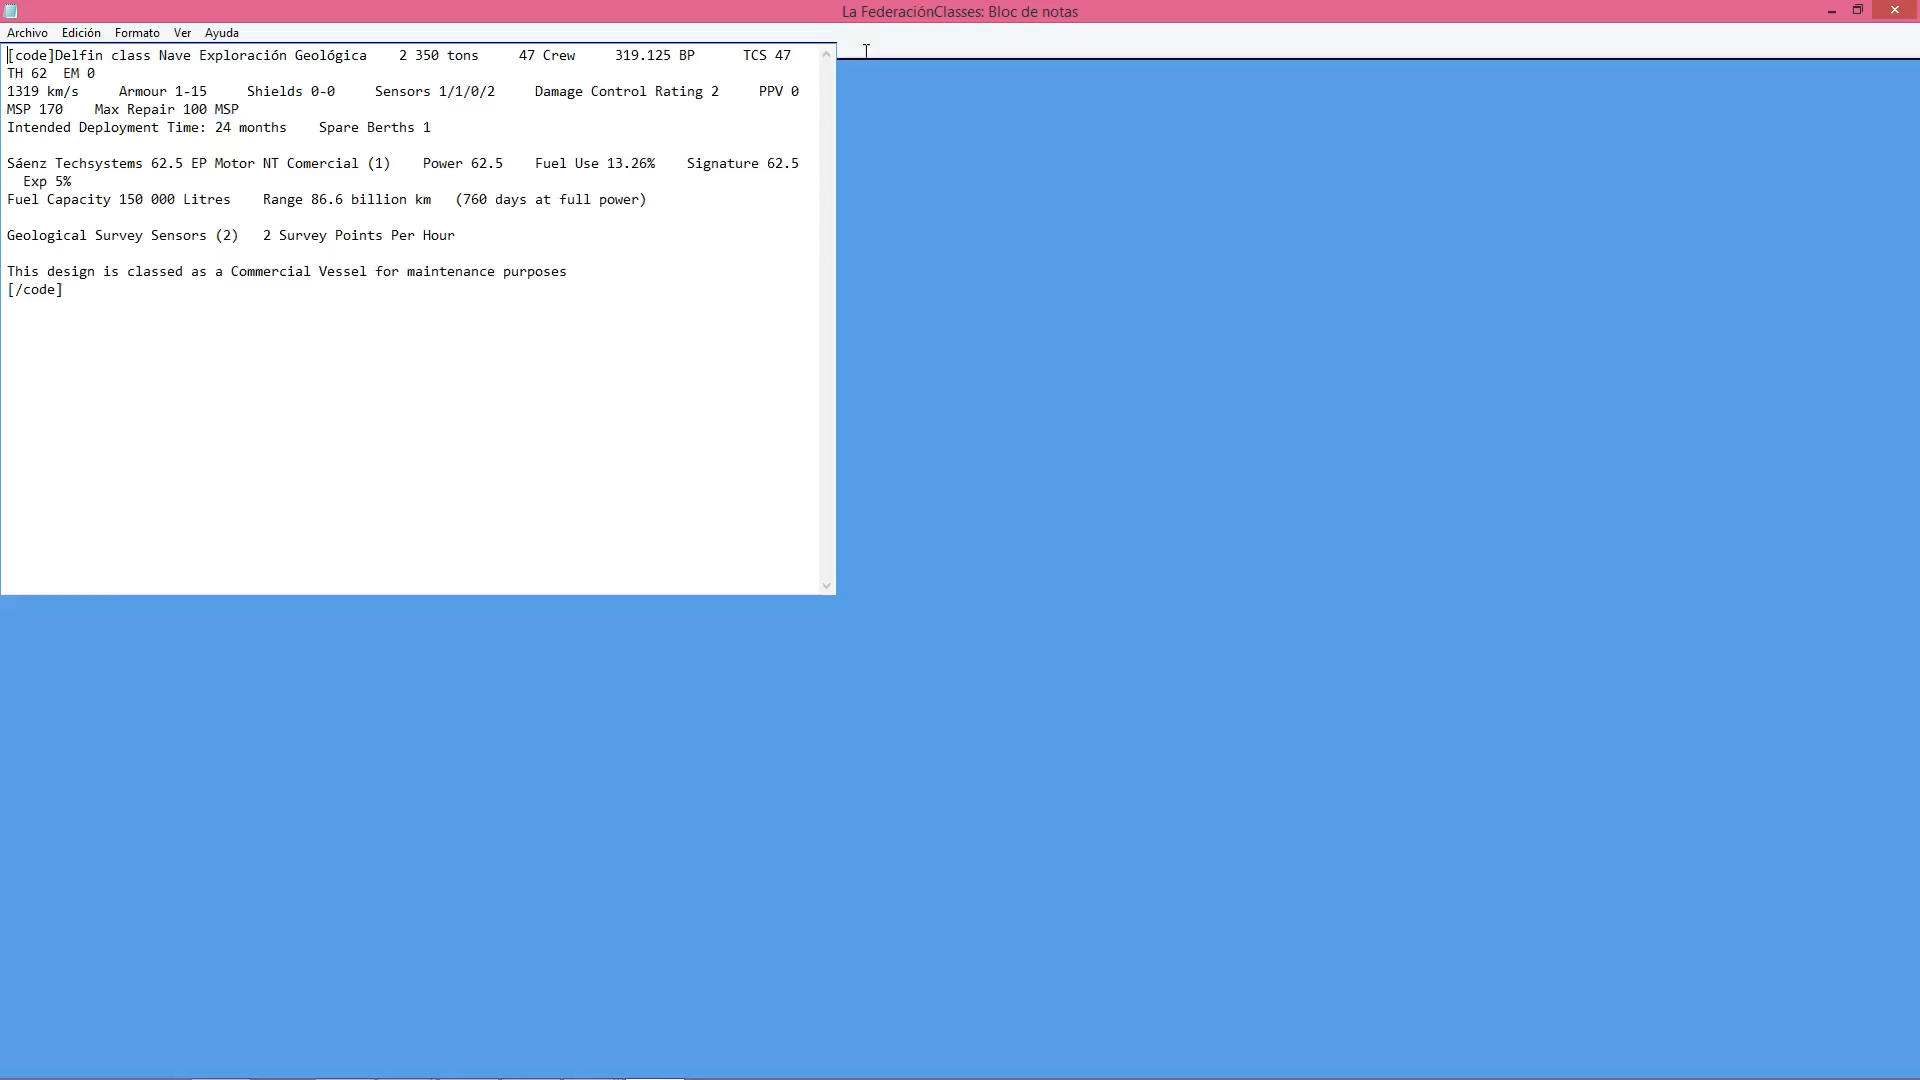 La FederaciónClasses: Bloc de notas
Archivo Edición Formato Ver Ayuda
[code]Delfin class Nave Exploración Geológica    2 350 tons     47 Crew     319.125 BP      TCS 47
TH 62  EM 0
1319 km/s     Armour 1-15     Shields 0-0     Sensors 1/1/0/2     Damage Control Rating 2     PPV 0
MSP 170    Max Repair 100 MSP
Intended Deployment Time: 24 months    Spare Berths 1
Sáenz Techsystems 62.5 EP Motor NT Comercial (1)    Power 62.5    Fuel Use 13.26%    Signature 62.5
Exp 5%
Fuel Capacity 150 000 Litres    Range 86.6 billion km   (760 days at full power)
Geological Survey Sensors (2)   2 Survey Points Per Hour
This design is classed as a Commercial Vessel for maintenance purposes
[/code]